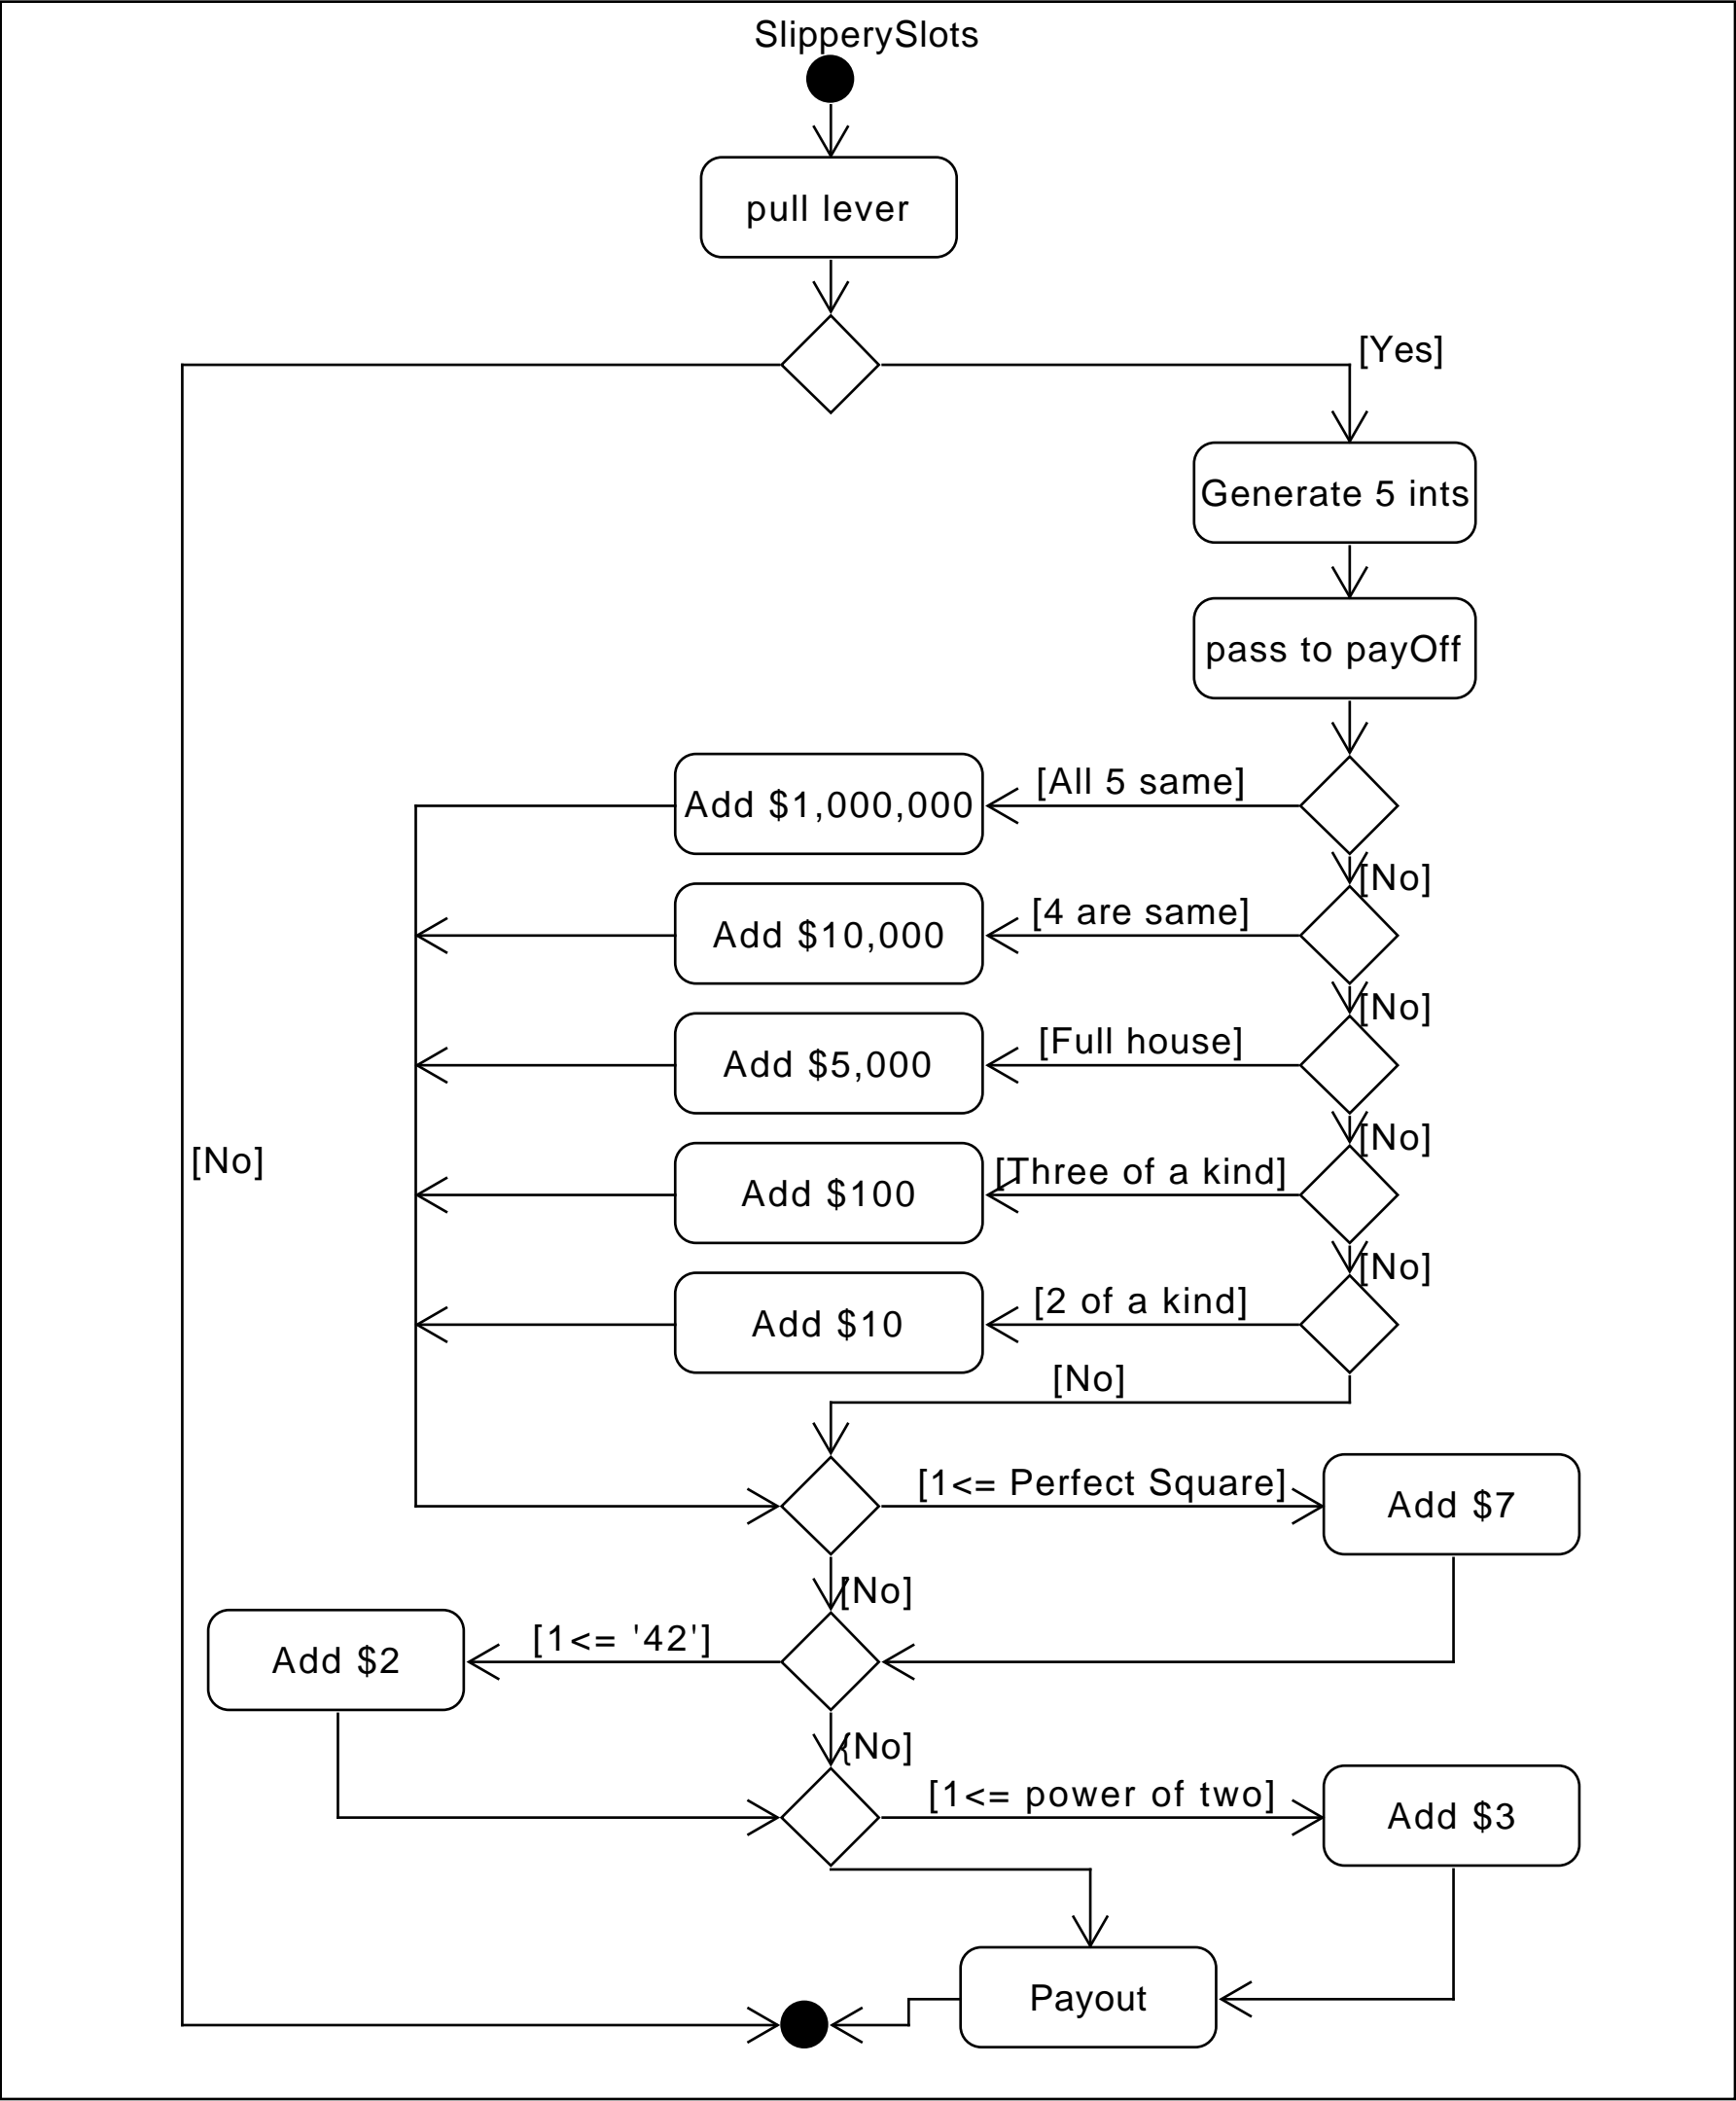 SlipperySlots
pull lever
[Yes]
Generate 5 ints
pass to payOff
[All 5 same]
Add $1,000,000
[No]
[4 are same]
Add $10,000
[No]
[Full house]
Add $5,000
[No]
[No]
[Three of a kind]
Add $100
[No]
[2 of a kind]
Add $10
[No]
[1<= Perfect Square]
Add $7
[No]
[1<= '42']
Add $2
{No]
[1<= power of two]
Add $3
Payout